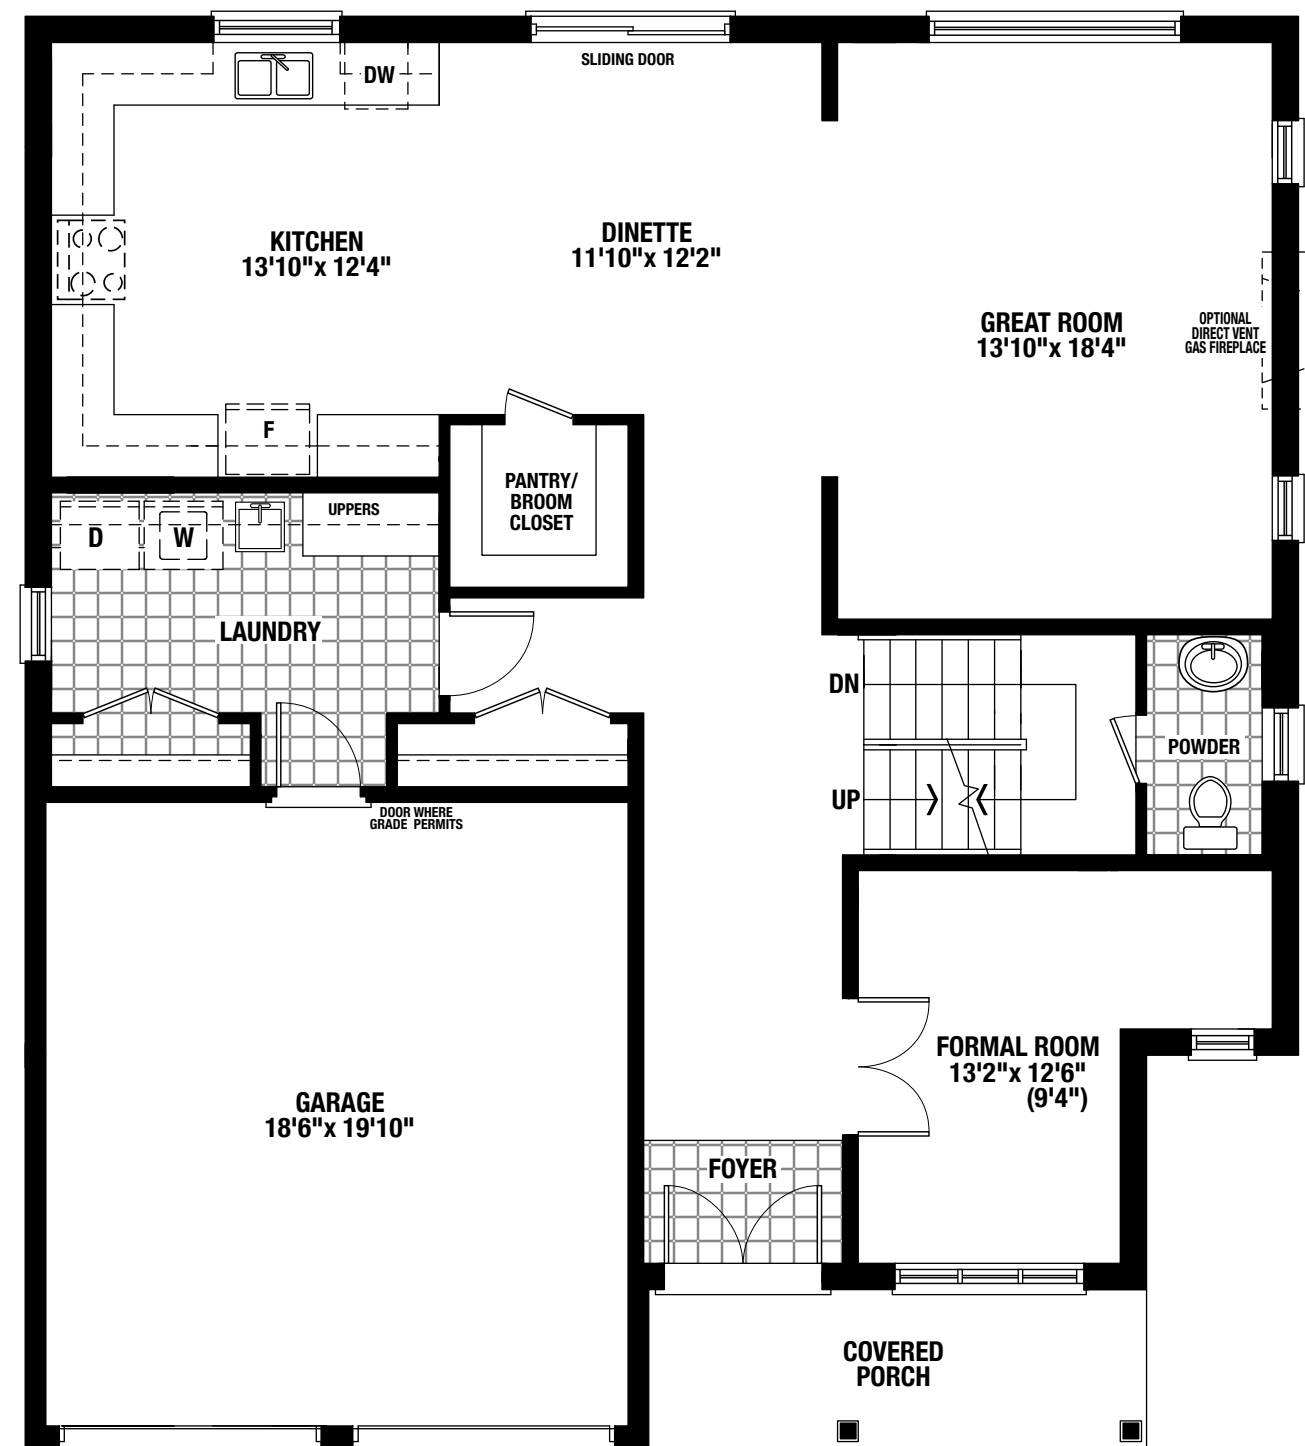 SLIDING DOOR
DW
KITCHEN
13'10"x 12'4"
DINETTE
11'10"x 12'2"
GREAT ROOM
13'10"x 18'4"
OPTIONAL
DIRECT VENT
GAS FIREPLACE
F
PANTRY/
BROOM
CLOSET
UPPERS
D
W
LAUNDRY
DN
UP
POWDER
DOOR WHERE
GRADE PERMITS
FORMAL ROOM
13'2"x 12'6"
(9'4")
GARAGE
18'6"x 19'10"
FOYER
COVERED
PORCH